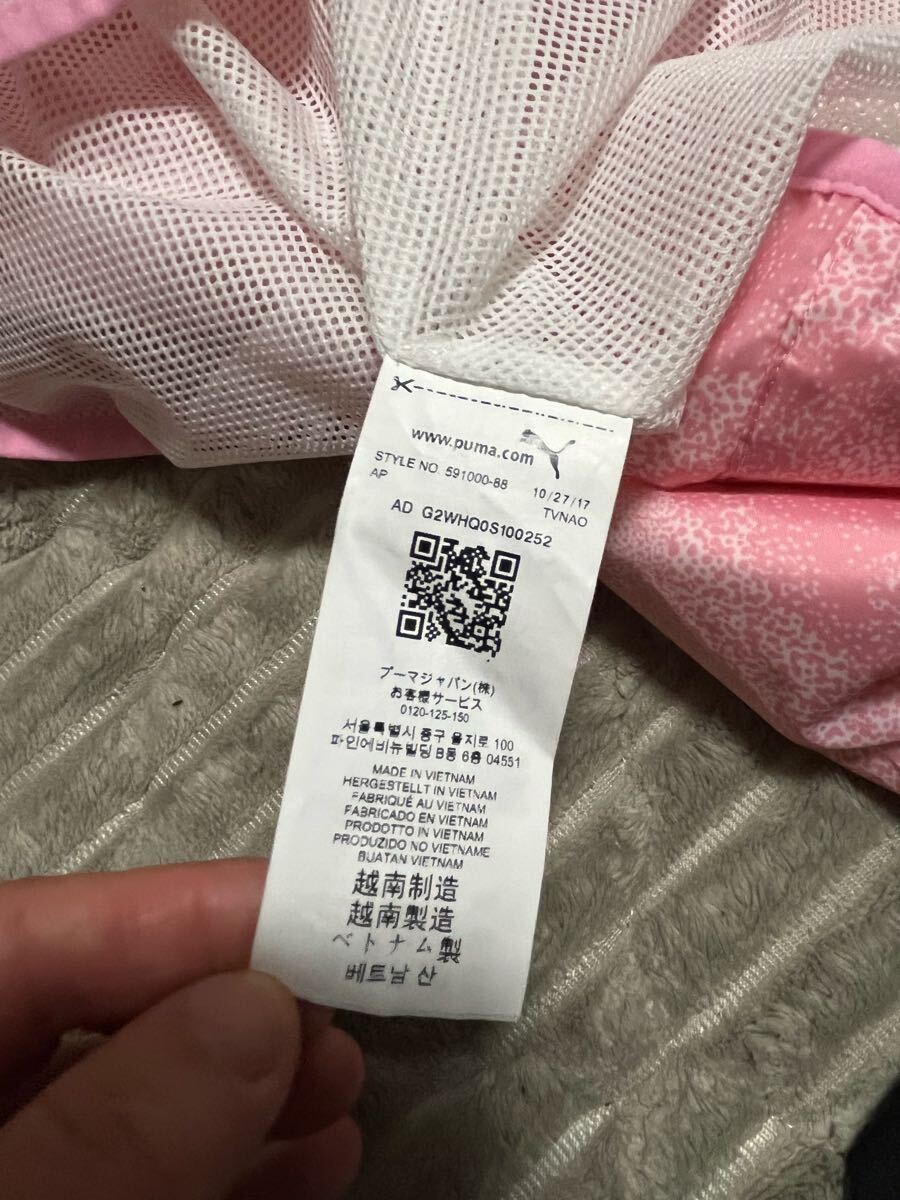 www.puma.com
STYLE NO. 591000-88 10/27/17
AP TVNAO
AD G2WHQ0S100252
プーマジャパン(株)
お客様サービス
0120-125-150
서울특별시 중구 을지로 100
파인에비뉴빌딩 B동 6층 04551
MADE IN VIETNAM
HERGESTELLT IN VIETNAM
FABRIQUÉ AU VIETNAM
FABRICADO EN VIETNAM
PRODOTTO IN VIETNAM
PRODUZIDO NO VIETNAME
BUATAN VIETNAM
越南制造
越南製造
ベトナム製
베트남 산